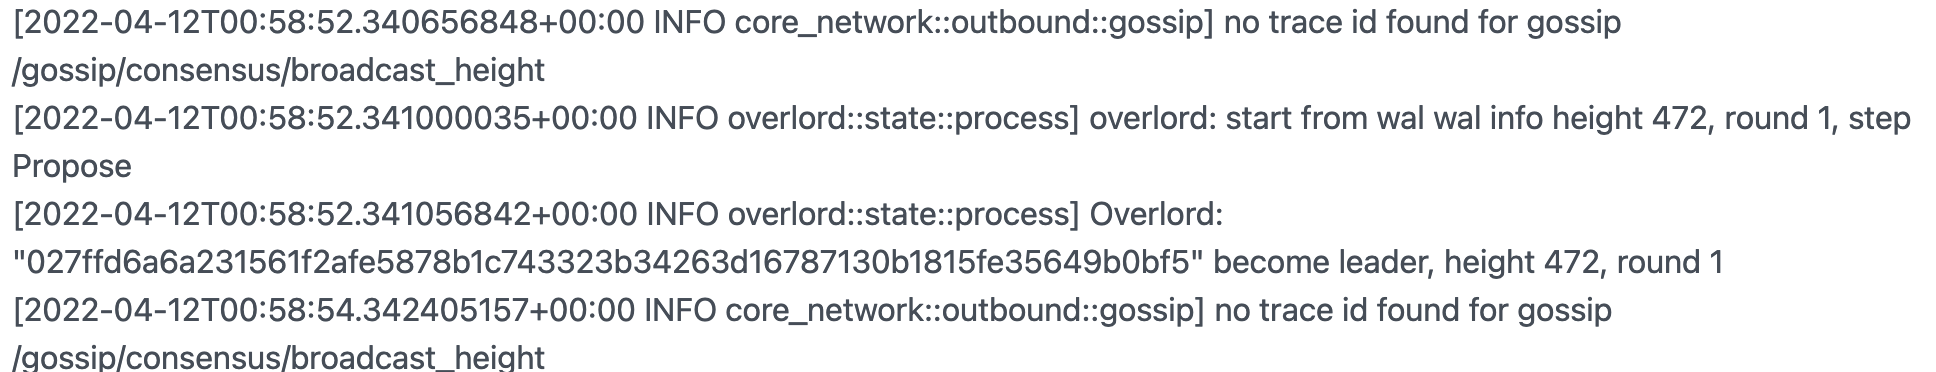 [2022-04-12T00:58:52.340656848+00:00 INFO core_network::outbound::gossip] no trace id found for gossip
/gossip/consensus/broadcast_height
[2022-04-12T00:58:52.341000035+00:00 INFO overlord::state::process] overlord: start from wal wal info height 472, round 1, step
Propose
[2022-04-12T00:58:52.341056842+00:00 INFO overlord::state::process] Overlord:
"027ffd6a6a231561f2afe5878b1c743323b34263d16787130b1815fe35649b0bf5" become leader, height 472, round 1
[2022-04-12T00:58:54.342405157+00:00 INFO core_network::outbound::gossip] no trace id found for gossip
/gossip/consensus/broadcast_height